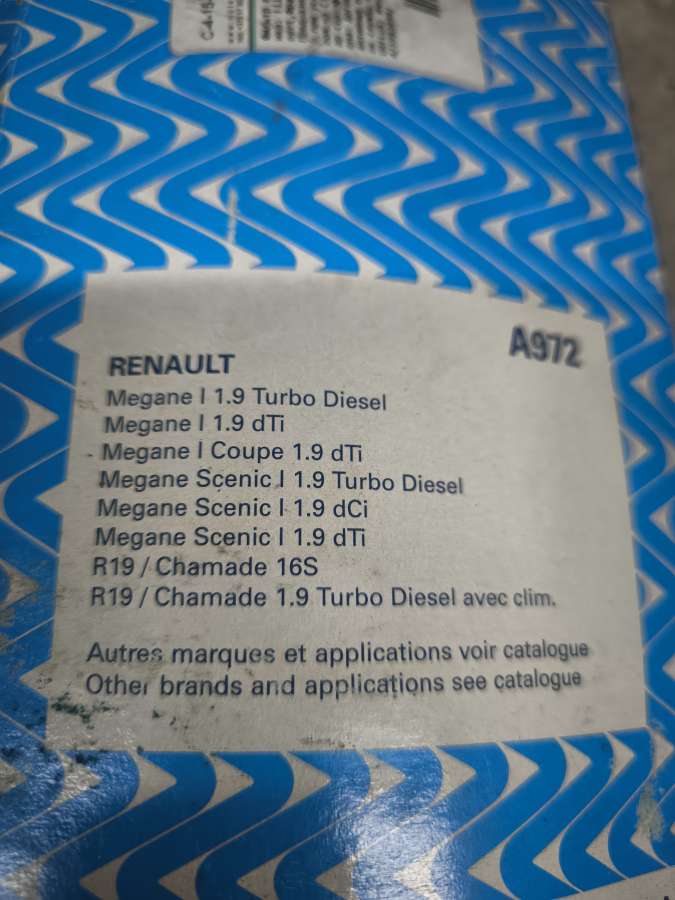 RENAULT
A972
Megane I 1.9 Turbo Diesel
Megane I 1.9 dTi
Megane I Coupe 1.9 dTi
Megane Scenic I 1.9 Turbo Diesel
Megane Scenic I 1.9 dCi
Megane Scenic I 1.9 dTi
R19 / Chamade 16S
R19 / Chamade 1.9 Turbo Diesel avec clim.
Autres marques et applications voir catalogue
Other brands and applications see catalogue